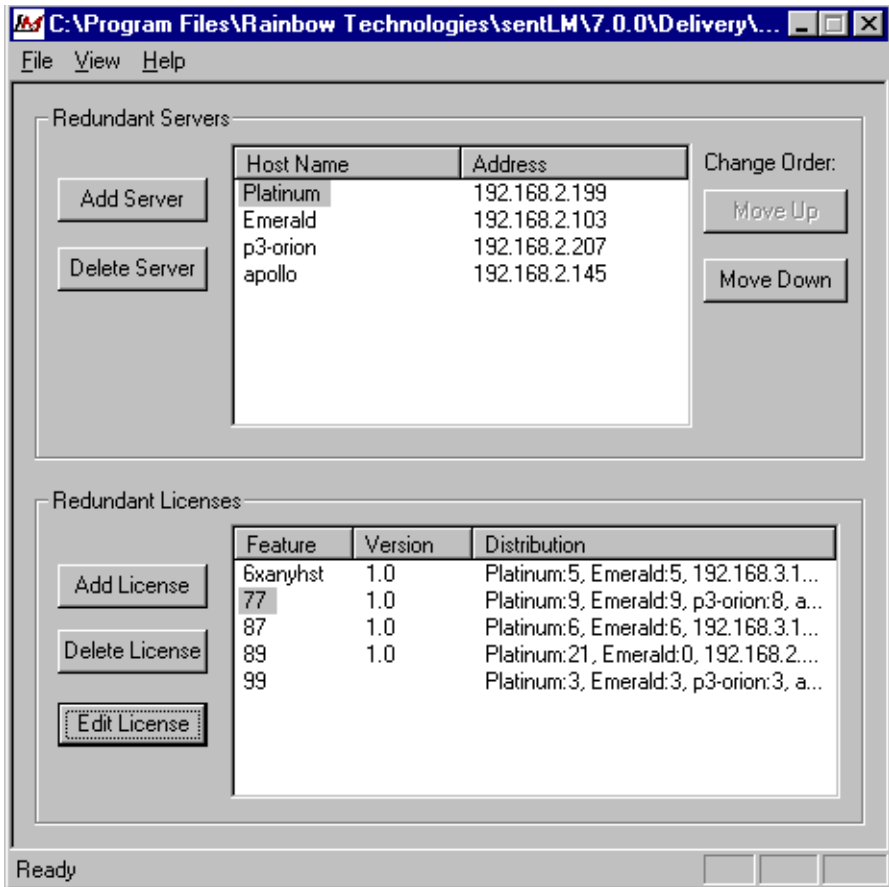 C:\Program Files\Rainbow Technologies\sentLM\7.0.0\Delivery\...
File View Help
Redundant Servers
Add Server
Delete Server
Host Name Address
Platinum 192.168.2.199
Emerald 192.168.2.103
p3-orion 192.168.2.207
apollo 192.168.2.145
Change Order:
Move Up
Move Down
Redundant Licenses
Add License
Delete License
Edit License
Feature Version Distribution
6xanyhst 1.0 Platinum:5, Emerald:5, 192.168.3.1...
77 1.0 Platinum:9, Emerald:9, p3-orion:8, a...
87 1.0 Platinum:6, Emerald:6, 192.168.3.1...
89 1.0 Platinum:21, Emerald:0, 192.168.2....
99 Platinum:3, Emerald:3, p3-orion:3, a...
Ready